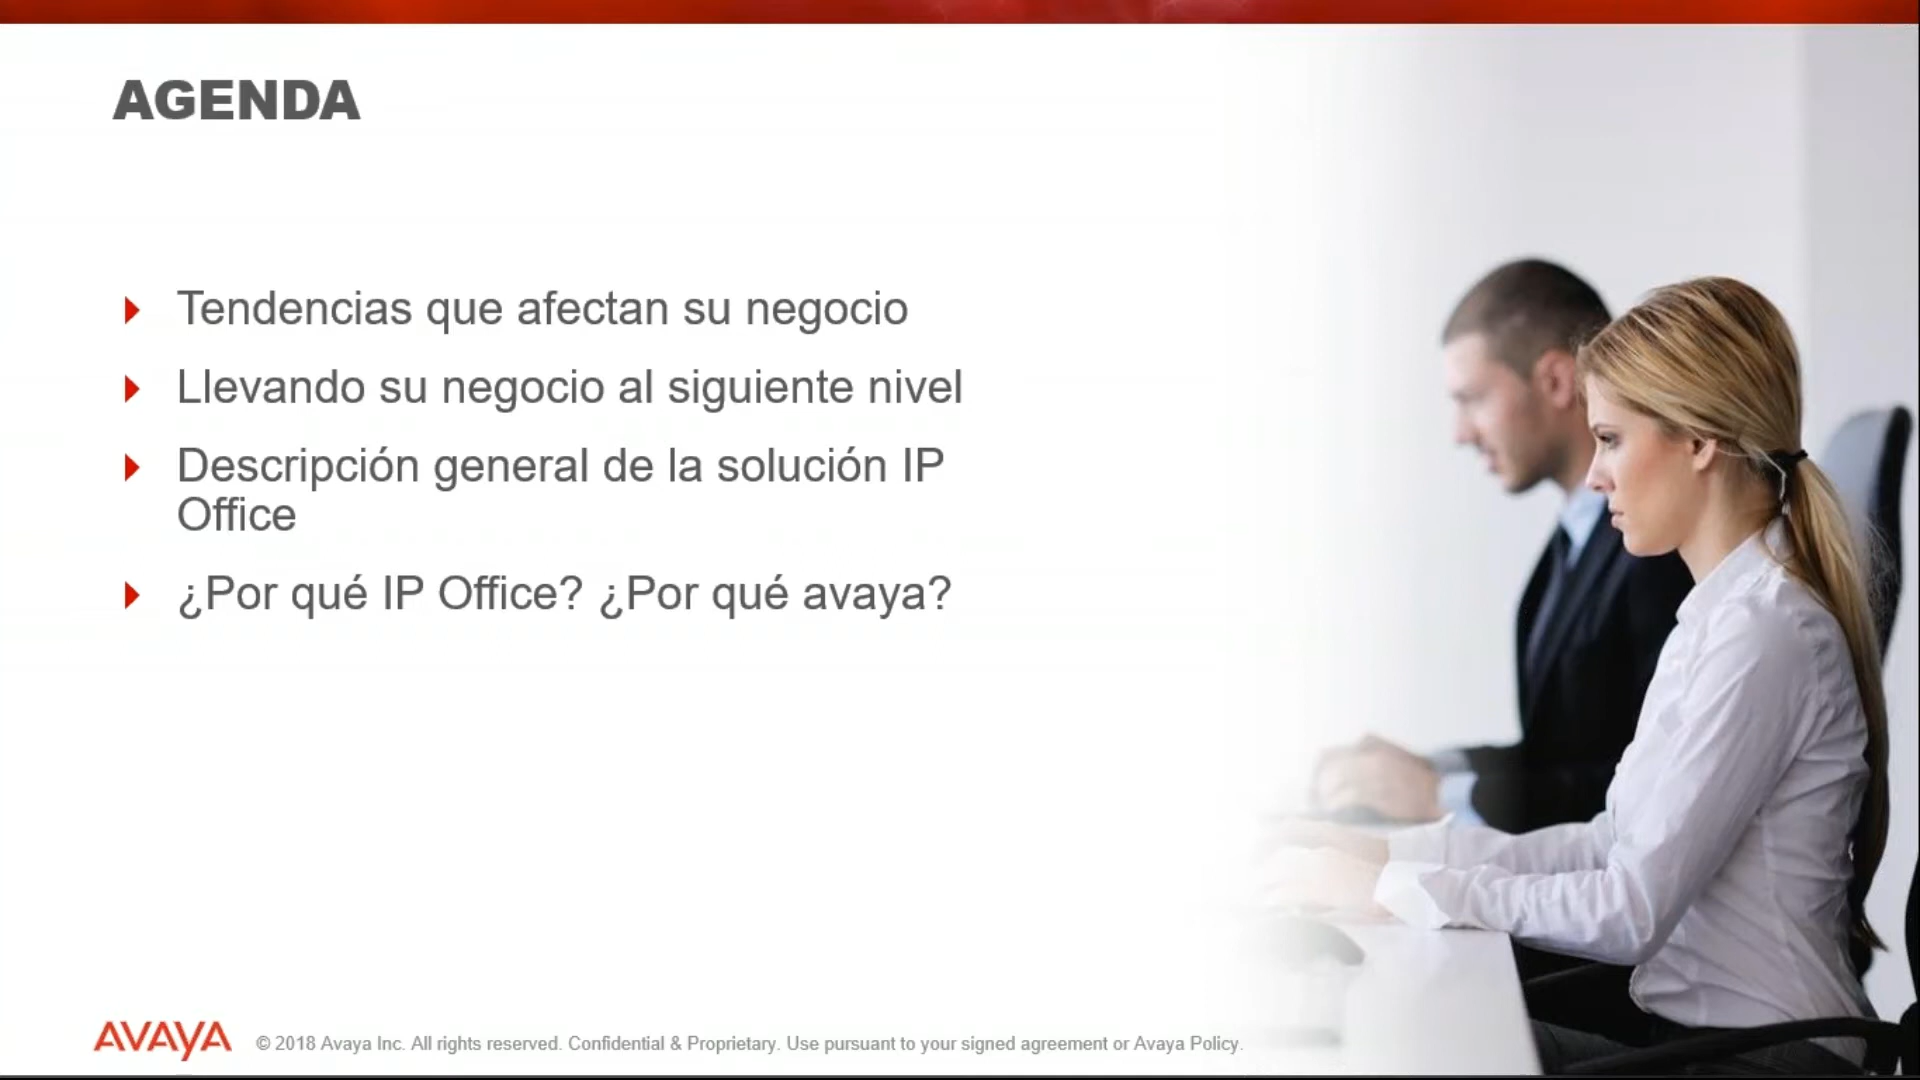 AGENDA
Tendencias que afectan su negocio
Llevando su negocio al siguiente nivel
Descripción general de la solución IP
Office
¿Por qué IP Office? ¿Por qué avaya?
AVAYA © 2018 Avaya Inc. All rights reserved. Confidential & Proprietary. Use pursuant to your signed agreement or Avaya Policy.